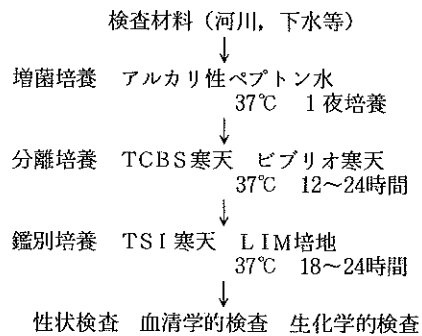 検査材料（河川，下水等）
↓
増菌培養　アルカリ性ペプトン水
37℃　1夜培養
↓
分離培養　TCBS寒天　ビブリオ寒天
37℃　12〜24時間
↓
鑑別培養　TSI寒天　LIM培地
37℃　18〜24時間
↓
性状検査　血清学的検査　生化学的検査